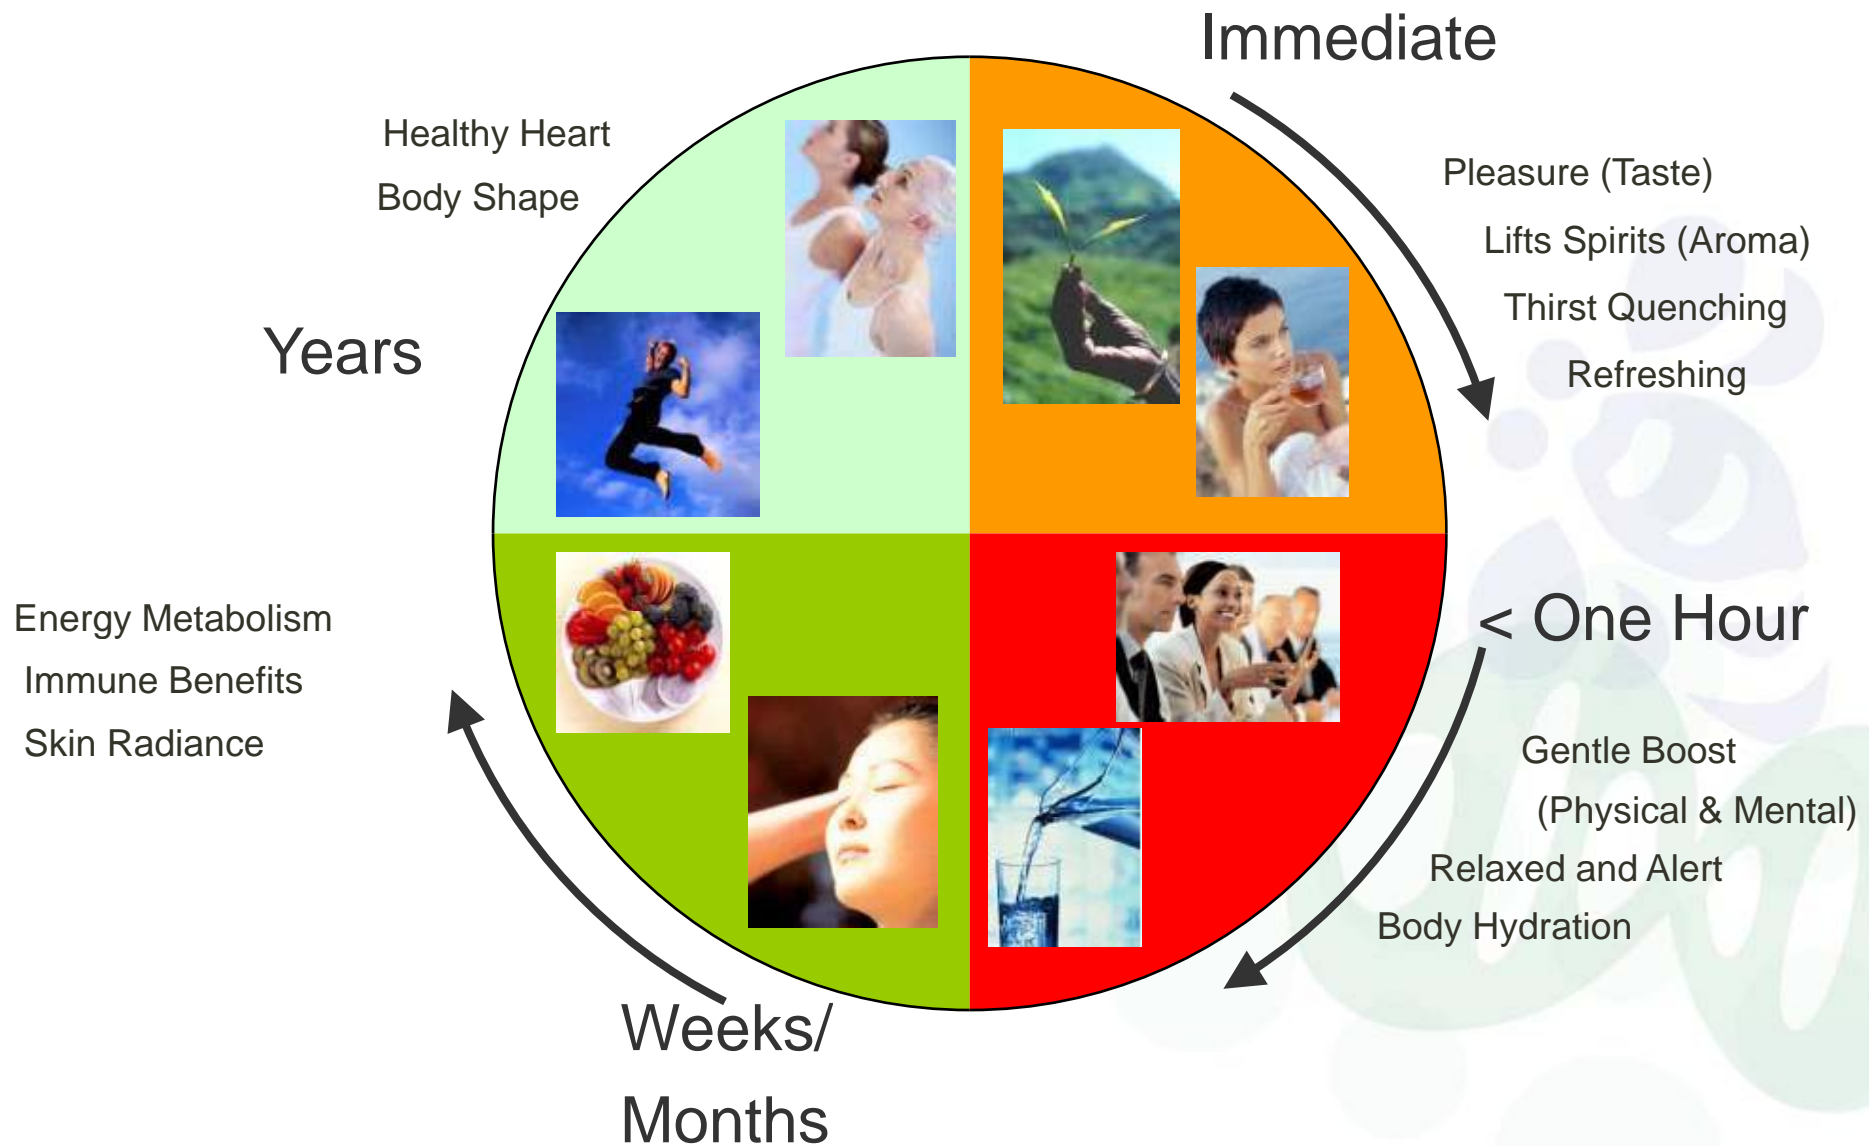 Immediate
Pleasure (Taste)
Lifts Spirits (Aroma)
Thirst Quenching
Refreshing
< One Hour
Gentle Boost
(Physical & Mental)
Relaxed and Alert
Body Hydration
Weeks/
Months
Energy Metabolism
Immune Benefits
Skin Radiance
Years
Healthy Heart
Body Shape